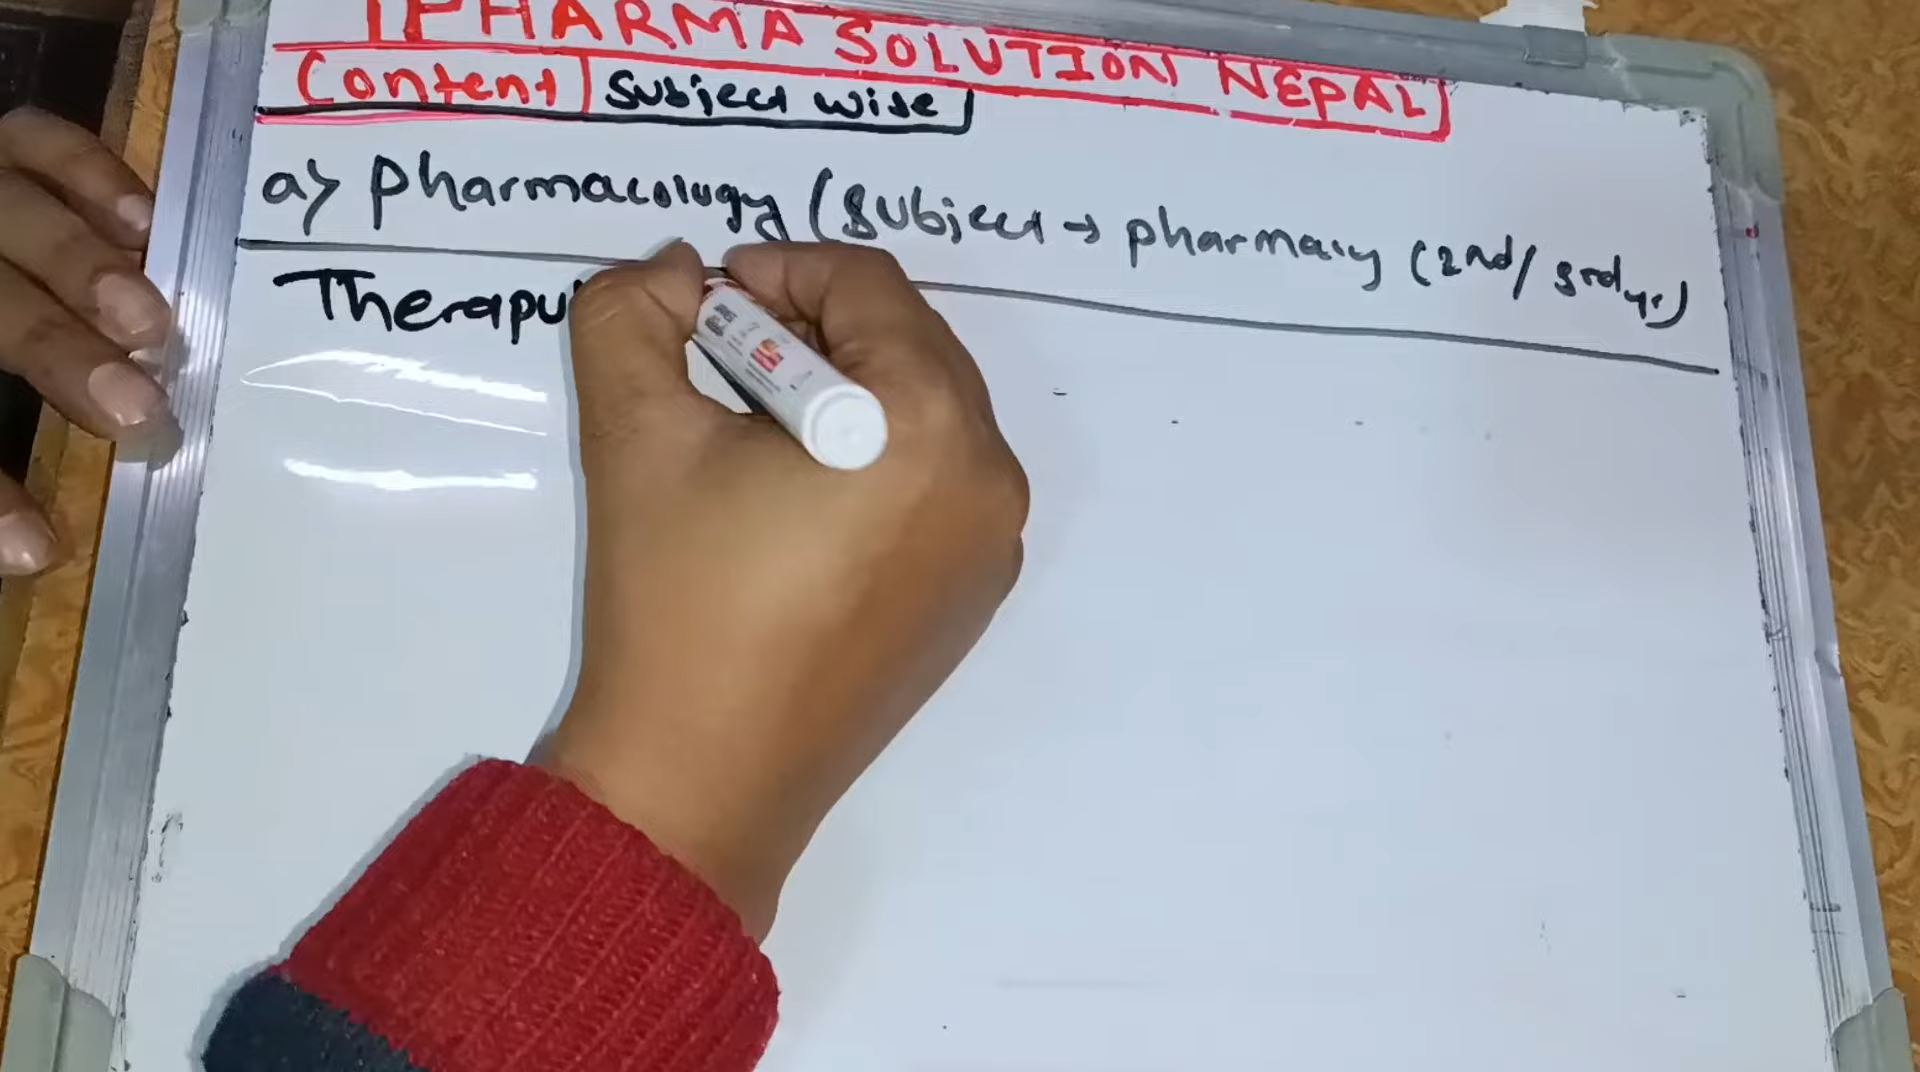 PHARMA SOLUTION NEPAL
Content | Subject wise
a) Pharmacology (Subject → pharmacy (2nd/3rd yr)
Therapu